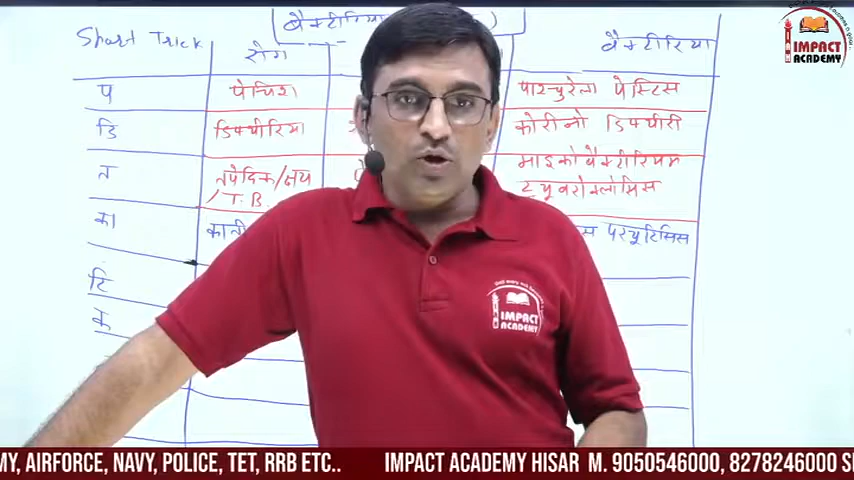 Short Trick
(बैक्टीरिया
रोग
बैक्टीरिया
प
पेचिश
पाश्चुरेला पेस्टिस
डि
डिफ्थीरिया
कोरीनो डिफ्थीरी
त
तपेदिक/क्षय
/T.B.
माइकोबैक्टीरियम
ट्यूबरोक्लोसिस
का
काली
स परट्यूटिसिस
टि
क
IMPACT
ACADEMY
IMPACT
ACADEMY
MY, AIRFORCE, NAVY, POLICE, TET, RRB ETC.. IMPACT ACADEMY HISAR M. 9050546000, 8278246000